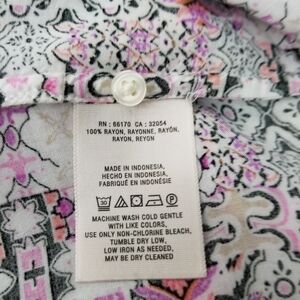 RN : 66170 CA : 32054
100% RAYON, RAYONNE, RAYÓN,
RAYON, REYON
MADE IN INDONESIA,
HECHO EN INDONESIA,
FABRIQUÉ EN INDONÉSIE
30
MACHINE WASH COLD GENTLE
WITH LIKE COLORS,
USE ONLY NON-CHLORINE BLEACH,
TUMBLE DRY LOW,
LOW IRON AS NEEDED,
MAY BE DRY CLEANED